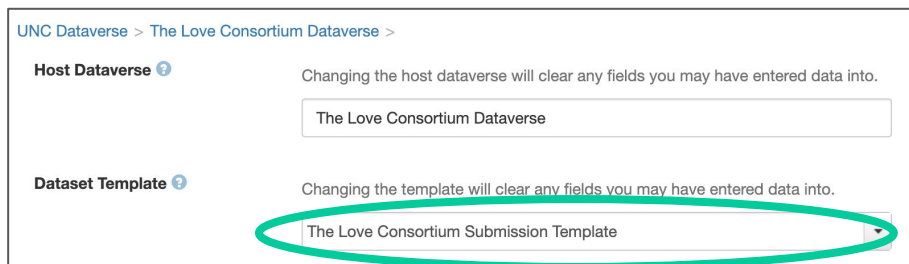 UNC Dataverse > The Love Consortium Dataverse >
Host Dataverse ?
Changing the host dataverse will clear any fields you may have entered data into.
The Love Consortium Dataverse
Dataset Template ?
Changing the template will clear any fields you may have entered data into.
The Love Consortium Submission Template